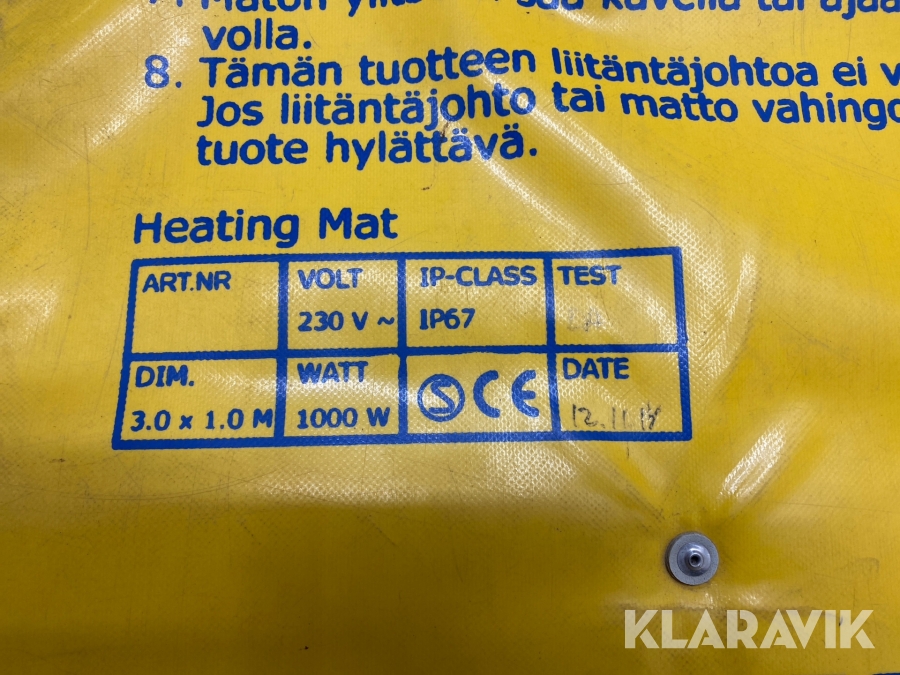 volla.
8. Tämän tuotteen liitäntäjohtoa ei v
Jos liitäntäjohto tai matto vahingo
tuote hylättävä.
Heating Mat
ART.NR VOLT IP-CLASS TEST
230 V ~ IP67
DIM. WATT S CE DATE
3.0 x 1.0 M 1000 W
KLARAVIK